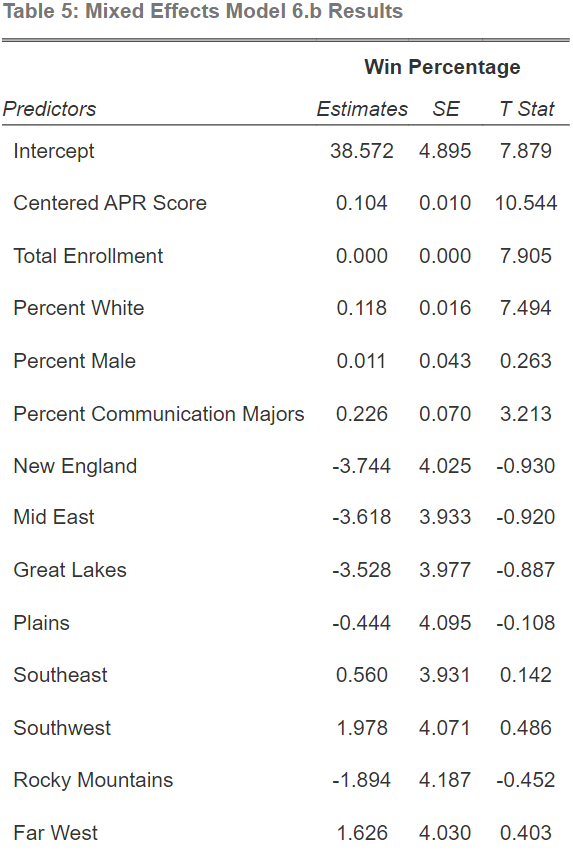 Table 5: Mixed Effects Model 6.b Results
Win Percentage
Predictors Estimates SE T Stat
Intercept 38.572 4.895 7.879
Centered APR Score 0.104 0.010 10.544
Total Enrollment 0.000 0.000 7.905
Percent White 0.118 0.016 7.494
Percent Male 0.011 0.043 0.263
Percent Communication Majors 0.226 0.070 3.213
New England -3.744 4.025 -0.930
Mid East -3.618 3.933 -0.920
Great Lakes -3.528 3.977 -0.887
Plains -0.444 4.095 -0.108
Southeast 0.560 3.931 0.142
Southwest 1.978 4.071 0.486
Rocky Mountains -1.894 4.187 -0.452
Far West 1.626 4.030 0.403